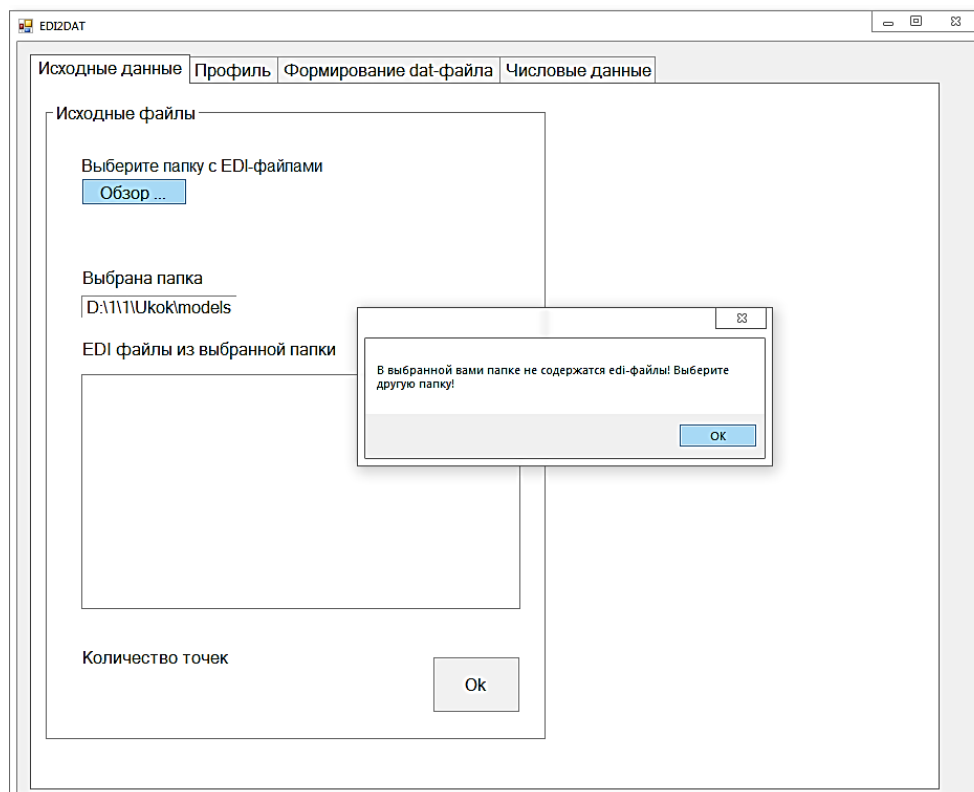 EDI2DAT
Исходные данные Профиль Формирование dat-файла Числовые данные
Исходные файлы
Выберите папку с EDI-файлами
Обзор ...
Выбрана папка
D:\1\1\Ukok\models
EDI файлы из выбранной папки
В выбранной вами папке не содержатся edi-файлы! Выберите
другую папку!
ОК
Количество точек
Ok